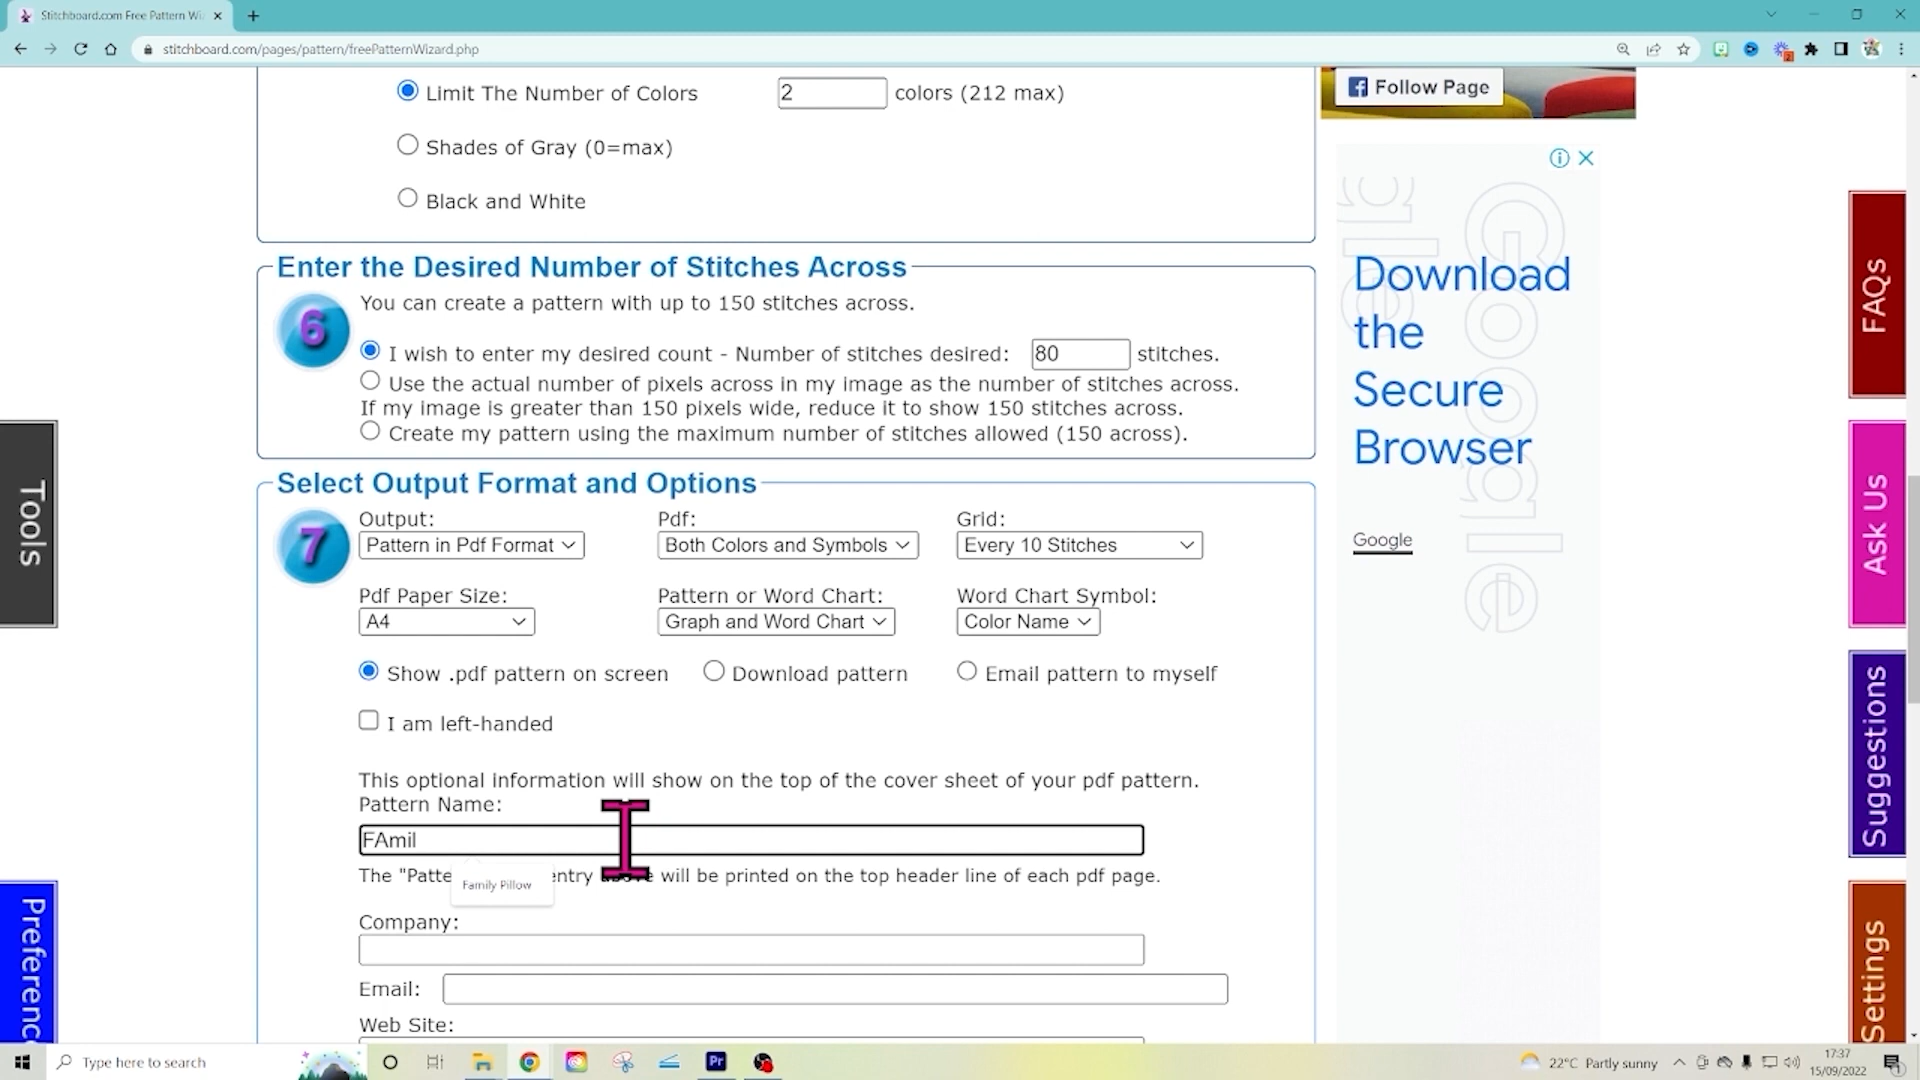 Stitchboard.com Free Pattern Wi
stitchboard.com/pages/pattern/freePatternWizard.php
Limit The Number of Colors 2 colors (212 max)
Shades of Gray (0=max)
Black and White
Follow Page
Enter the Desired Number of Stitches Across
6
You can create a pattern with up to 150 stitches across.
I wish to enter my desired count - Number of stitches desired: 80 stitches.
Use the actual number of pixels across in my image as the number of stitches across.
If my image is greater than 150 pixels wide, reduce it to show 150 stitches across.
Create my pattern using the maximum number of stitches allowed (150 across).
Select Output Format and Options
7
Output: Pdf: Grid:
Pattern in Pdf Format Both Colors and Symbols Every 10 Stitches
Pdf Paper Size: Pattern or Word Chart: Word Chart Symbol:
A4 Graph and Word Chart Color Name
Show .pdf pattern on screen Download pattern Email pattern to myself
I am left-handed
This optional information will show on the top of the cover sheet of your pdf pattern.
Pattern Name:
FAmil
The "Patte entry will be printed on the top header line of each pdf page.
Family Pillow
Company:
Email:
Web Site:
Download
the
Secure
Browser
Google
Google
Tools
Preferenc
FAQs
Ask Us
Suggestions
Settings
Type here to search
Pr
22°C Partly sunny
17:37
15/09/2022